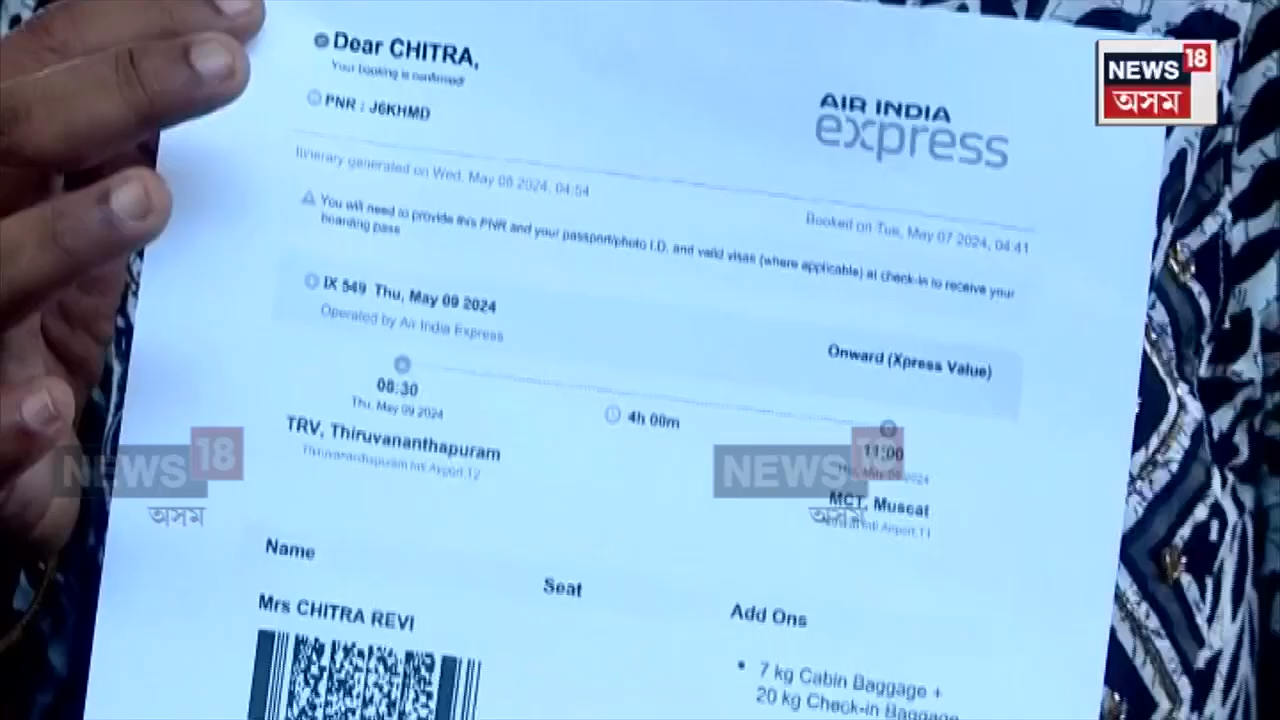 Dear CHITRA,
Your booking is confirmed
PNR : J6KHMD
AIR INDIA
express
NEWS 18
অসম
Itinerary generated on Wed, May 08 2024, 04:54
Booked on Tue, May 07 2024, 04:41
You will need to provide this PNR and your passport/photo I.D. and valid visas (where applicable) at check-in to receive your
boarding pass
IX 549 Thu, May 09 2024
Operated by Air India Express
Onward (Xpress Value)
08:30
Thu, May 09 2024
4h 00m
11:00
Thu, May 09 2024
TRV, Thiruvananthapuram
Thiruvananthapuram Intl Airport, T2
MCT, Muscat
Intl Airport, T1
NEWS 18
অসম
NEWS 18
অসম
Name
Seat
Add Ons
Mrs CHITRA REVI
• 7 kg Cabin Baggage +
20 kg Check-in Baggage